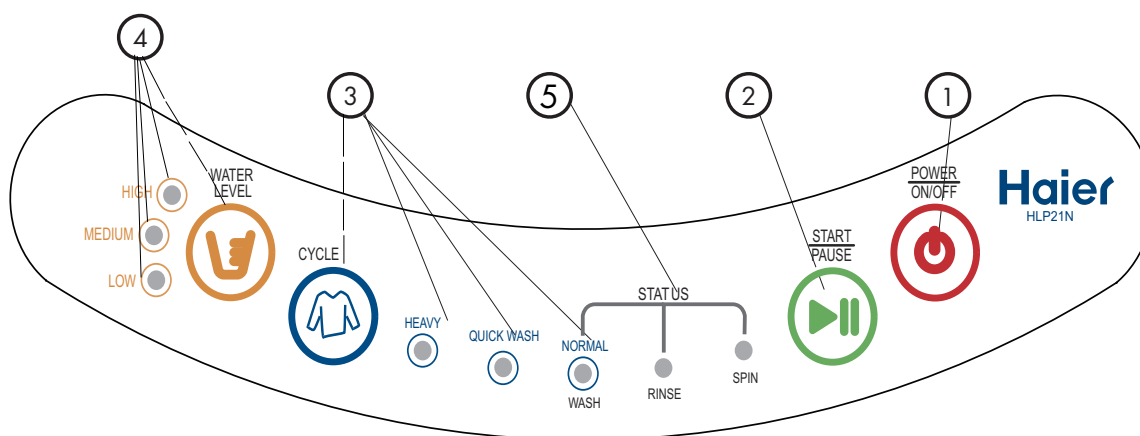 4
3
5
2
1
HIGH
MEDIUM
LOW
WATER
LEVEL
CYCLE
HEAVY
QUICK WASH
NORMAL
WASH
STATUS
RINSE
SPIN
START
PAUSE
POWER
ON/OFF
Haier
HLP21N